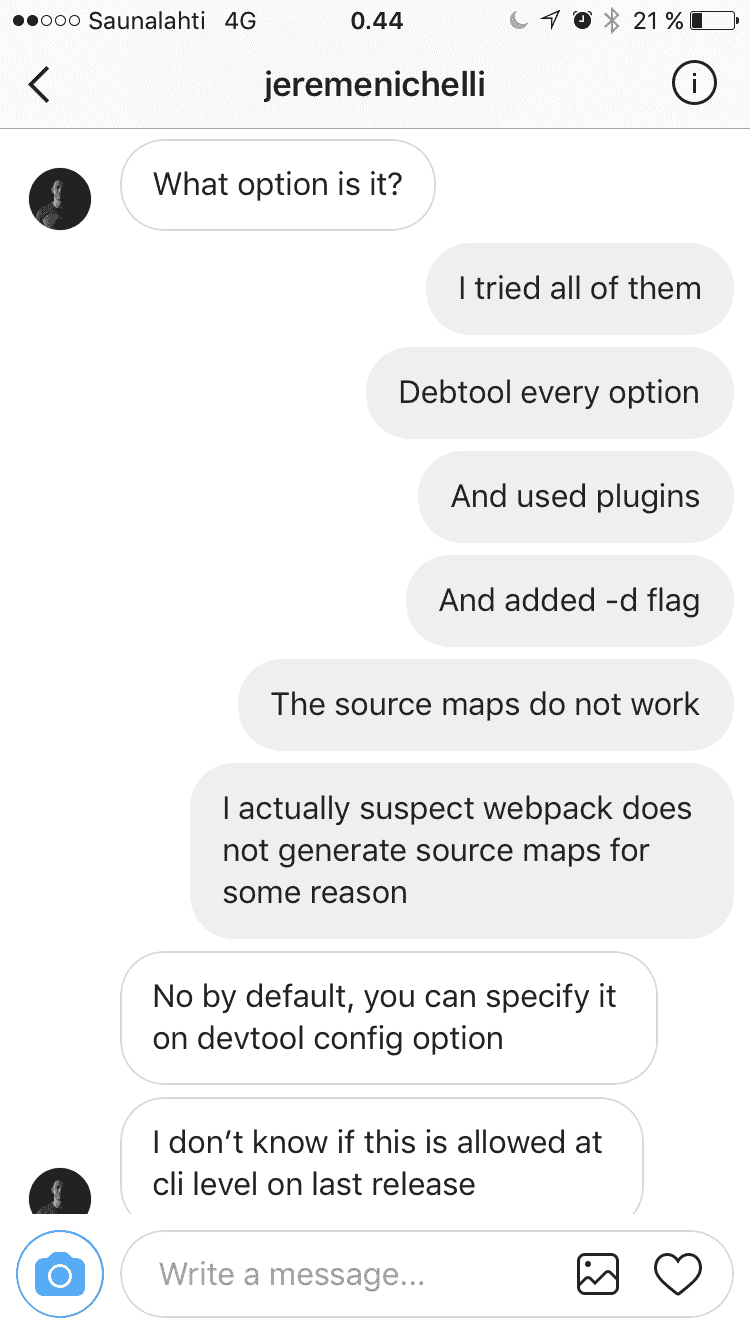 Saunalahti 4G 0.44 21 %
jeremenichelli
What option is it?
I tried all of them
Debtool every option
And used plugins
And added -d flag
The source maps do not work
I actually suspect webpack does
not generate source maps for
some reason
No by default, you can specify it
on devtool config option
I don’t know if this is allowed at
cli level on last release
Write a message...